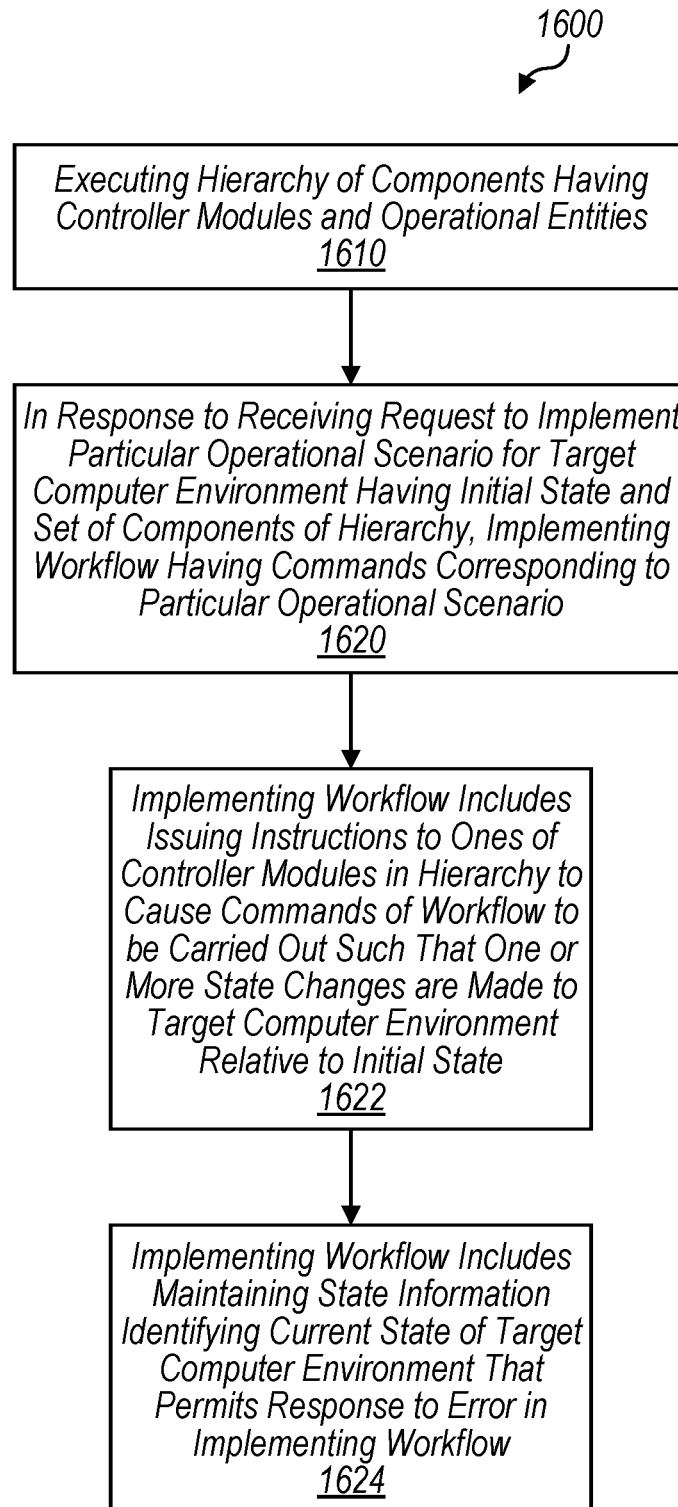 1600
Executing Hierarchy of Components Having
Controller Modules and Operational Entities
1610
In Response to Receiving Request to Implement
Particular Operational Scenario for Target
Computer Environment Having Initial State and
Set of Components of Hierarchy, Implementing
Workflow Having Commands Corresponding to
Particular Operational Scenario
1620
Implementing Workflow Includes
Issuing Instructions to Ones of
Controller Modules in Hierarchy to
Cause Commands of Workflow to
be Carried Out Such That One or
More State Changes are Made to
Target Computer Environment
Relative to Initial State
1622
Implementing Workflow Includes
Maintaining State Information
Identifying Current State of Target
Computer Environment That
Permits Response to Error in
Implementing Workflow
1624